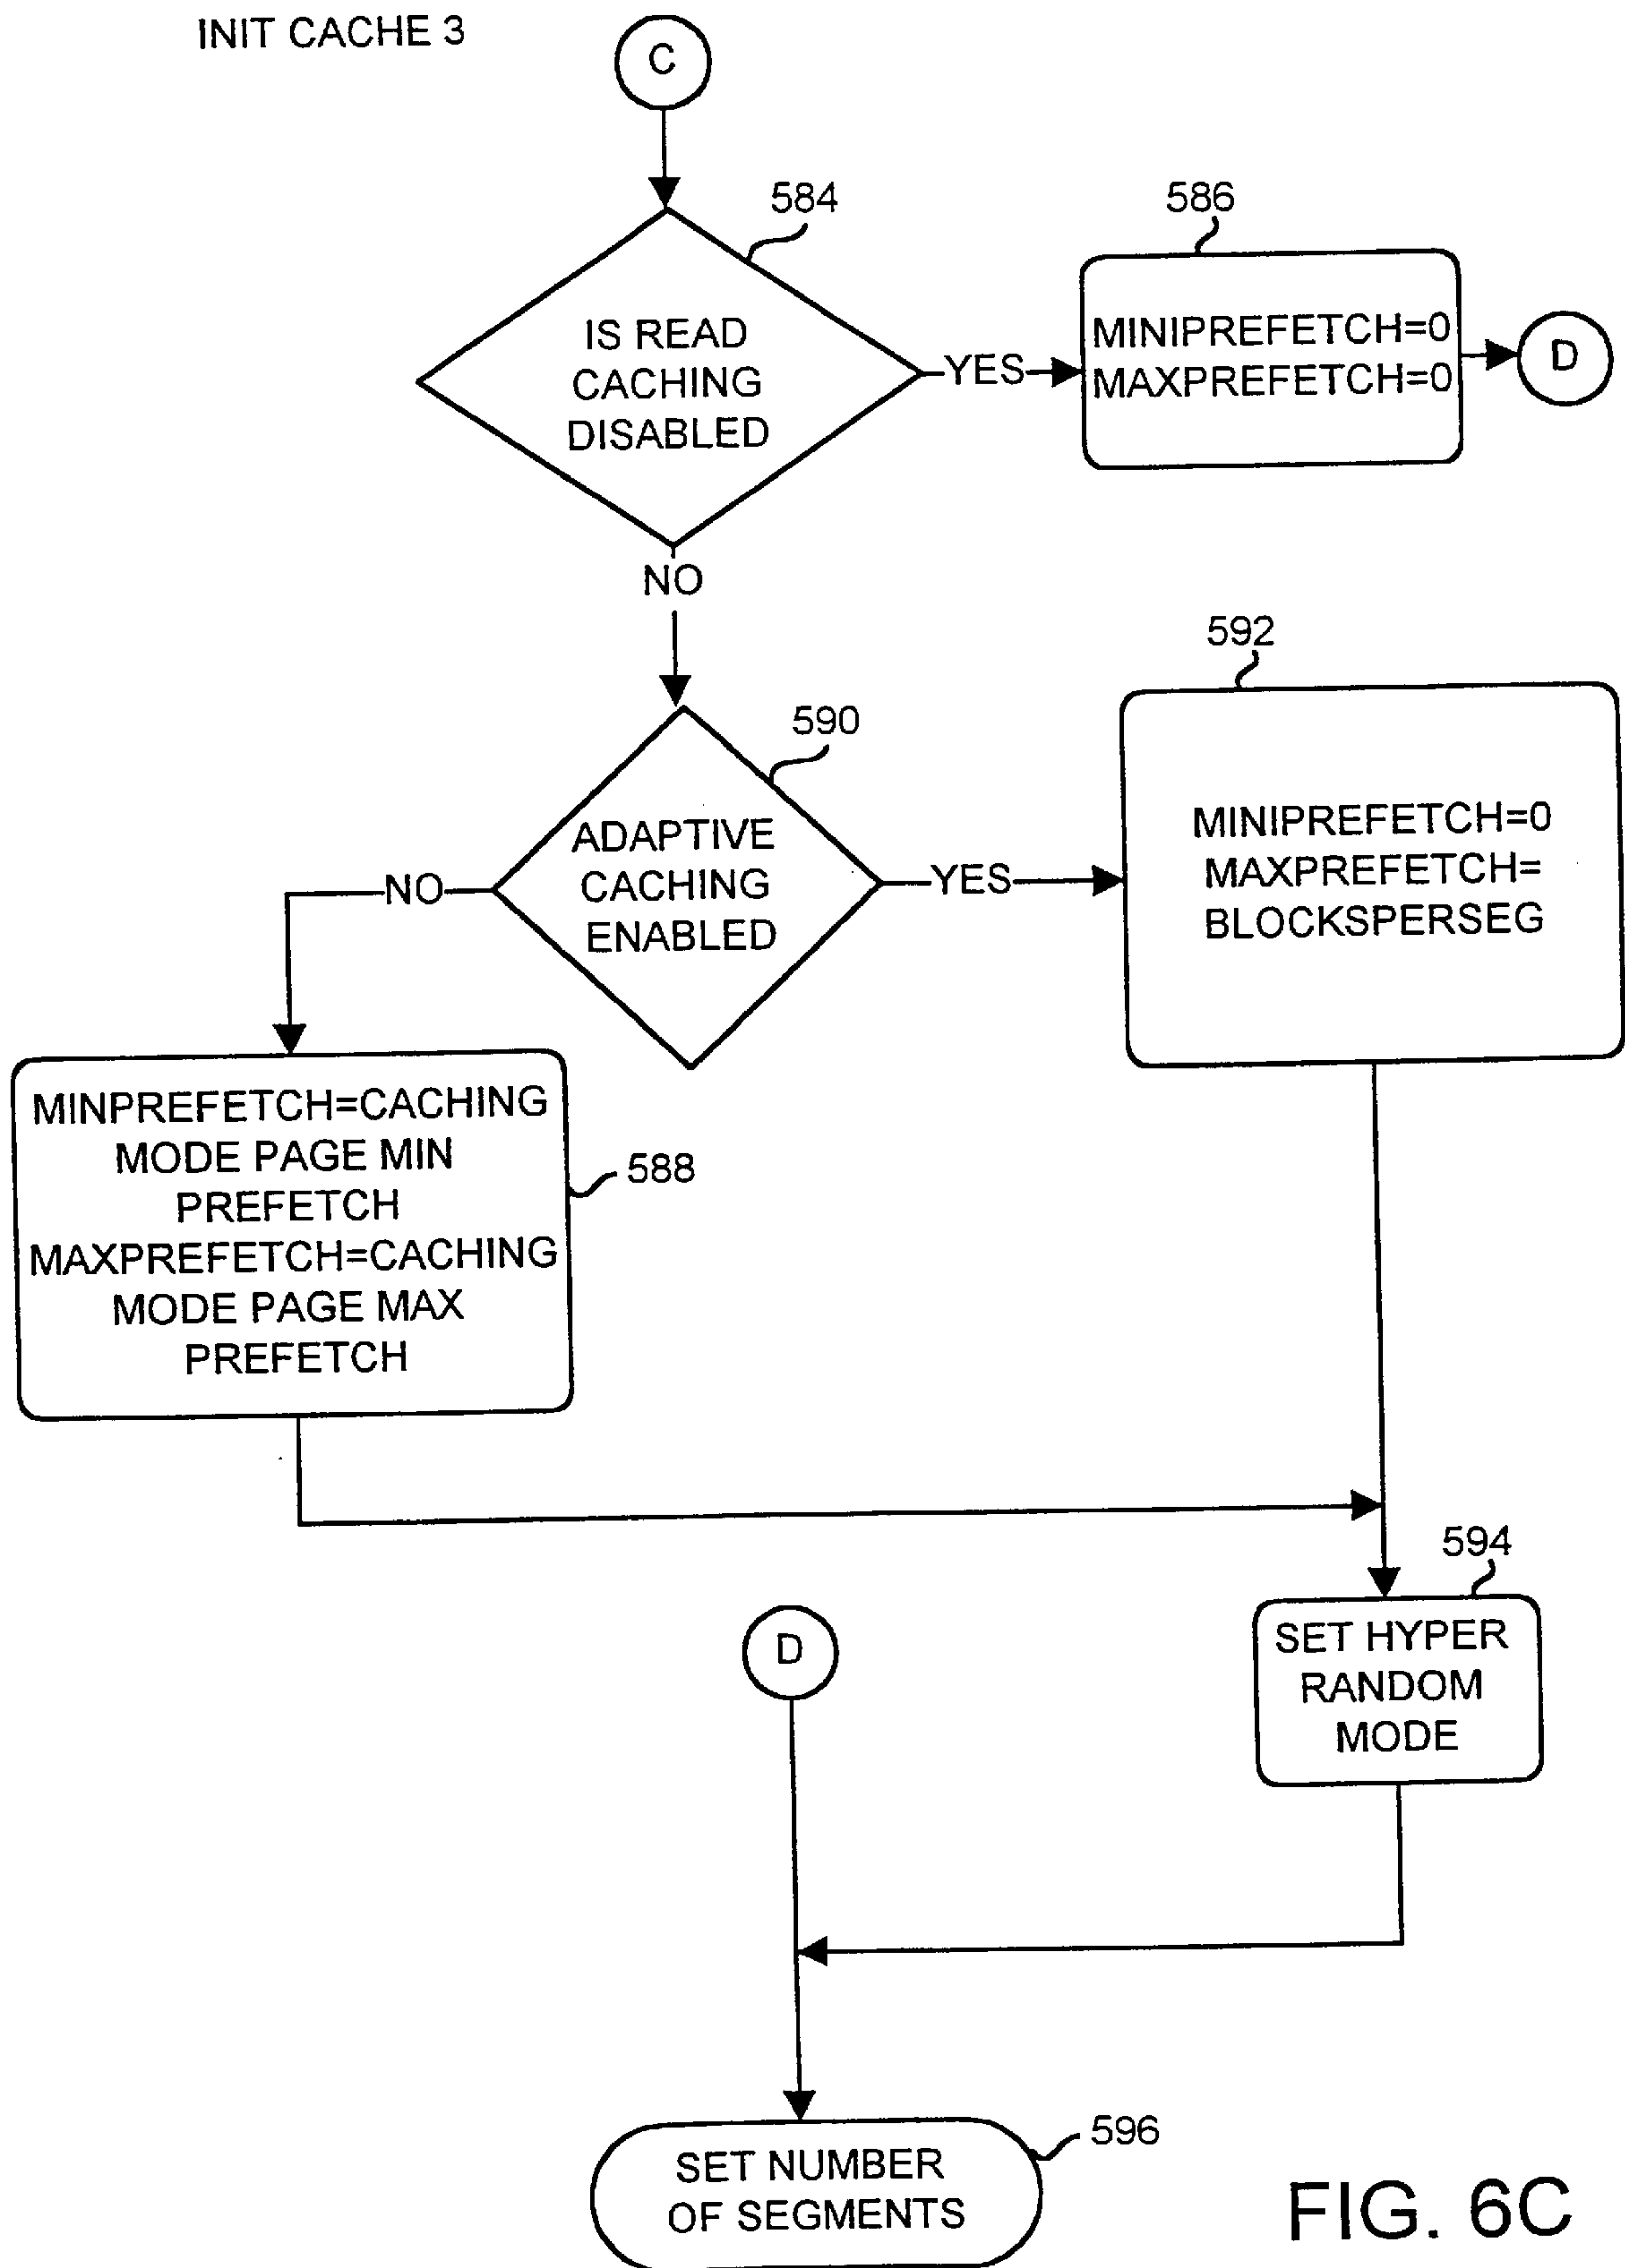 INIT CACHE 3
C
584
586
IS READ
CACHING
DISABLED
YES
MINIPREFETCH=0
MAXPREFETCH=0
D
NO
592
590
ADAPTIVE
CACHING
ENABLED
NO
YES
MINIPREFETCH=0
MAXPREFETCH=
BLOCKSPERSEG
MINPREFETCH=CACHING
MODE PAGE MIN
PREFETCH
MAXPREFETCH=CACHING
MODE PAGE MAX
PREFETCH
588
594
D
SET HYPER
RANDOM
MODE
596
SET NUMBER
OF SEGMENTS
FIG. 6C